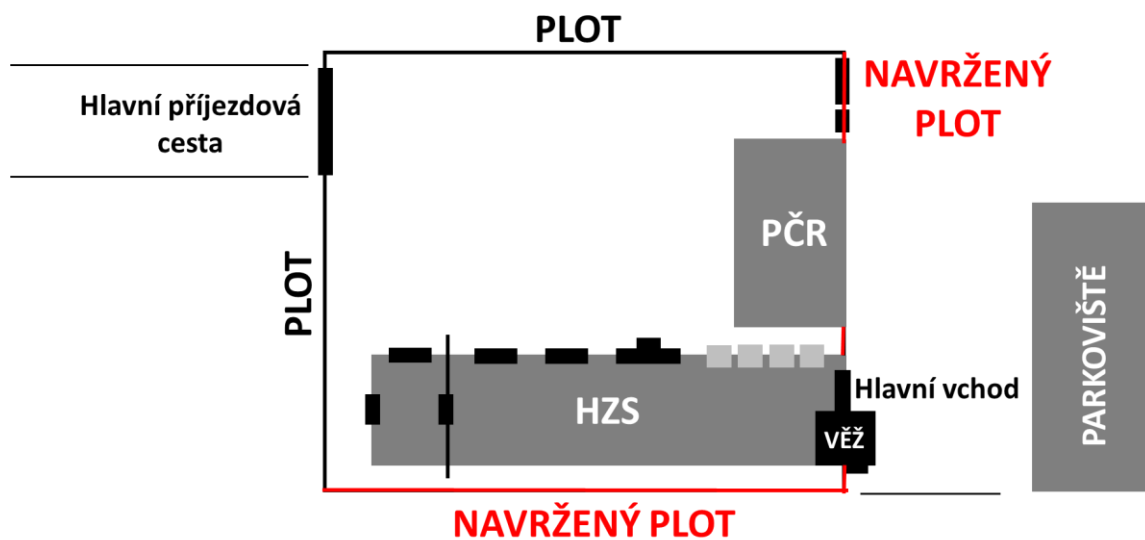 PLOT
NAVRŽENÝ
PLOT
Hlavní příjezdová
cesta
PČR
PLOT
PARKOVIŠTĚ
Hlavní vchod
HZS
VĚŽ
NAVRŽENÝ PLOT